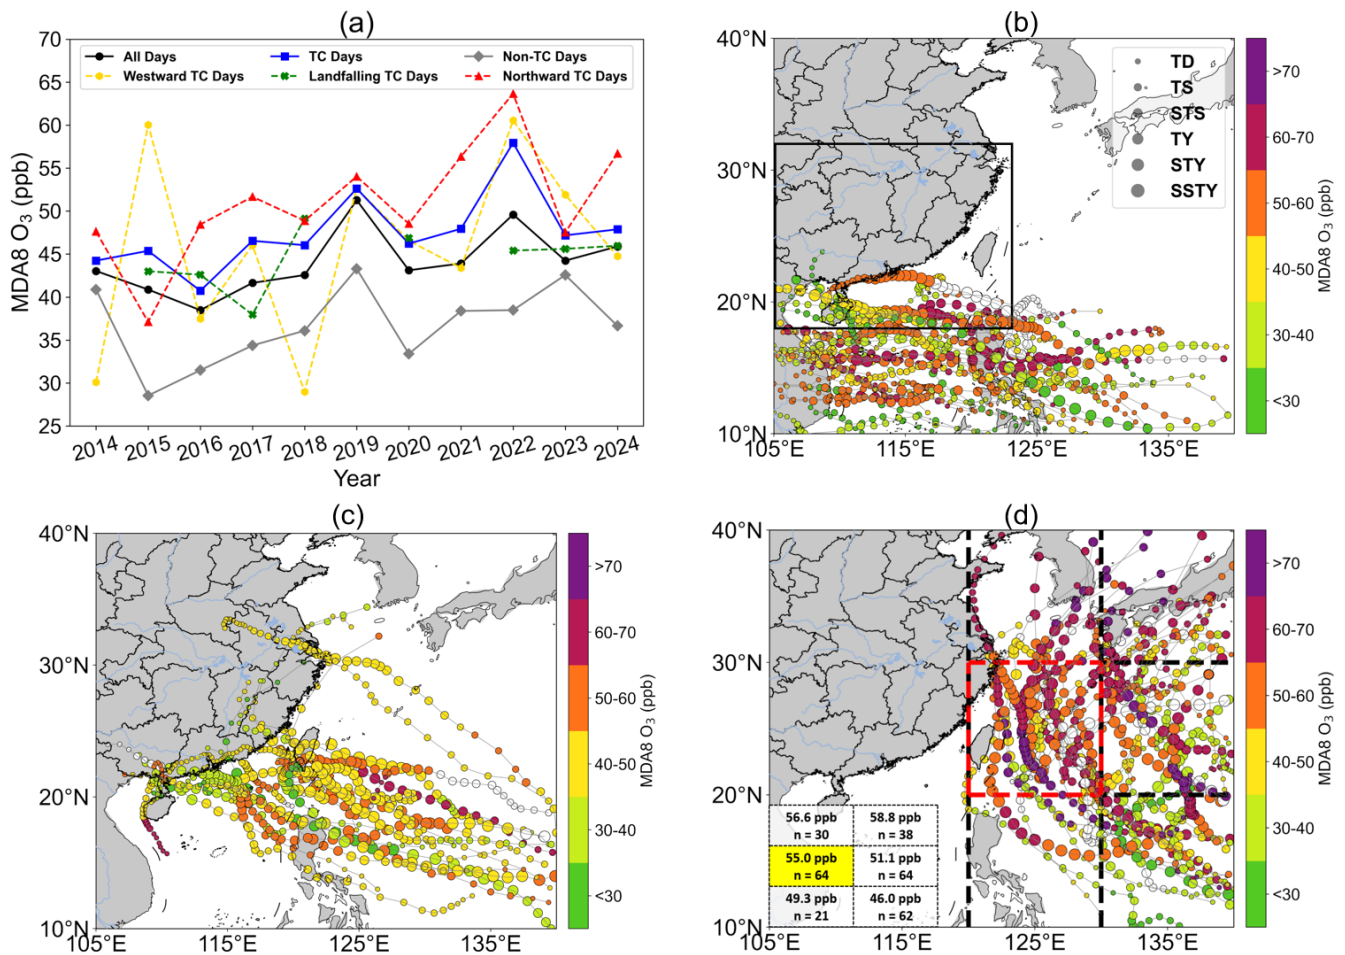 (a)
MDA8 O3 (ppb)
70
65
60
55
50
45
40
35
30
25
All Days
TC Days
Non-TC Days
Westward TC Days
Landfalling TC Days
Northward TC Days
2014 2015 2016 2017 2018 2019 2020 2021 2022 2023 2024
Year
(b)
40°N
30°N
20°N
10°N
105°E 115°E 125°E 135°E
TD
TS
STS
TY
STY
SSTY
>70
60-70
50-60
40-50
30-40
<30
MDA8 O3 (ppb)
(c)
40°N
30°N
20°N
10°N
105°E 115°E 125°E 135°E
>70
60-70
50-60
40-50
30-40
<30
MDA8 O3 (ppb)
(d)
40°N
30°N
20°N
10°N
105°E 115°E 125°E 135°E
56.6 ppb 58.8 ppb
n = 30 n = 38
55.0 ppb 51.1 ppb
n = 64 n = 64
49.3 ppb 46.0 ppb
n = 21 n = 62
>70
60-70
50-60
40-50
30-40
<30
MDA8 O3 (ppb)